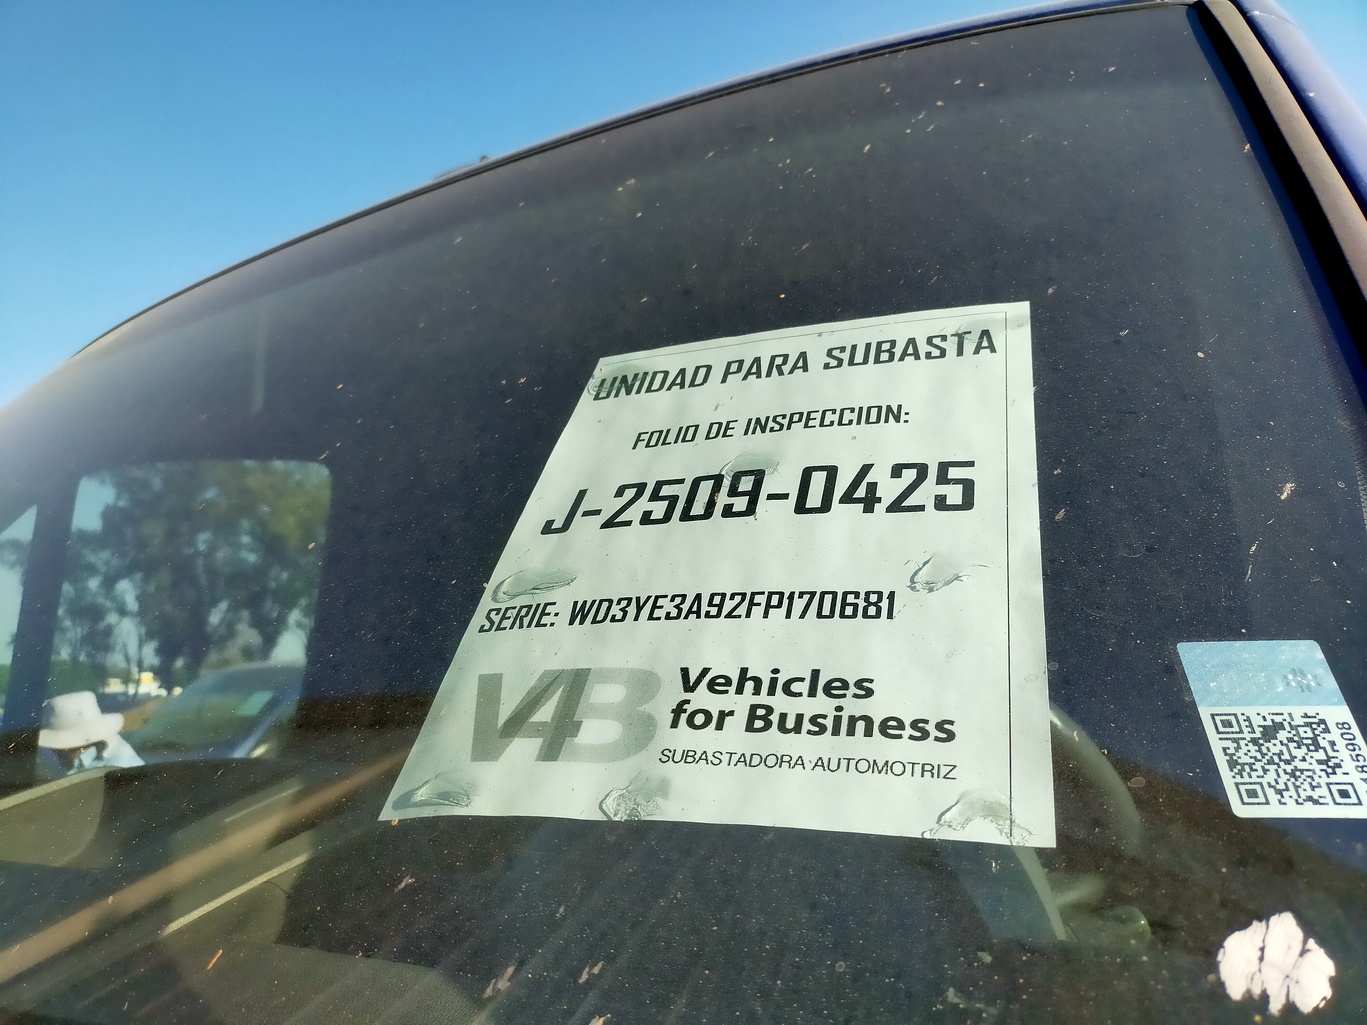 UNIDAD PARA SUBASTA
FOLIO DE INSPECCION:
J-2509-0425
SERIE: WD3YE3A92FP170681
V4B
Vehicles
for Business
SUBASTADORA AUTOMOTRIZ